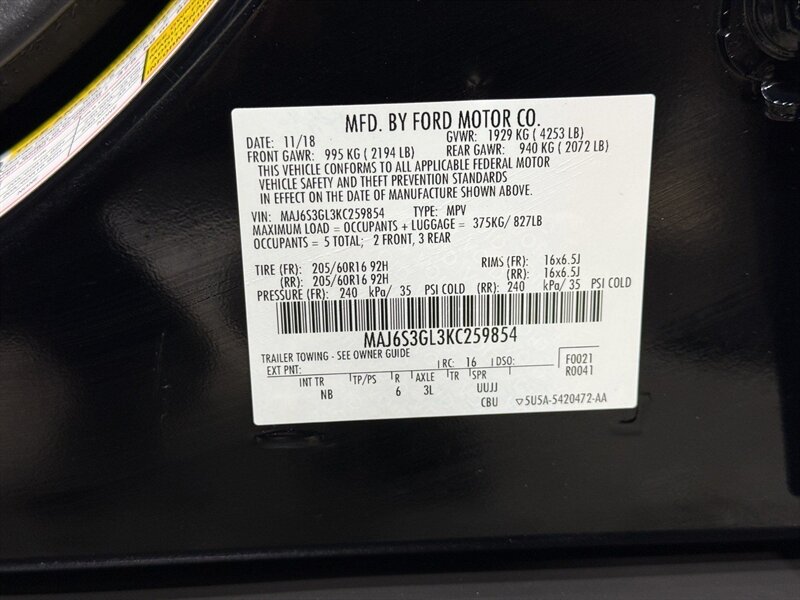 MFD. BY FORD MOTOR CO.
DATE: 11/18 GVWR: 1929 KG ( 4253 LB)
FRONT GAWR: 995 KG ( 2194 LB) REAR GAWR: 940 KG ( 2072 LB)
THIS VEHICLE CONFORMS TO ALL APPLICABLE FEDERAL MOTOR
VEHICLE SAFETY AND THEFT PREVENTION STANDARDS
IN EFFECT ON THE DATE OF MANUFACTURE SHOWN ABOVE.
VIN: MAJ6S3GL3KC259854 TYPE: MPV
MAXIMUM LOAD = OCCUPANTS + LUGGAGE = 375KG/ 827LB
OCCUPANTS = 5 TOTAL; 2 FRONT, 3 REAR
TIRE (FR): 205/60R16 92H RIMS (FR): 16x6.5J
(RR): 205/60R16 92H (RR): 16x6.5J
PRESSURE (FR): 240 kPa/ 35 PSI COLD (RR): 240 kPa/ 35 PSI COLD
MAJ6S3GL3KC259854
TRAILER TOWING - SEE OWNER GUIDE
EXT PNT: RC: 16 DSO: F0021
R0041
INT TR TP/PS R AXLE TR SPR
NB 6 3L UUJJ
CBU ▽5U5A-5420472-AA